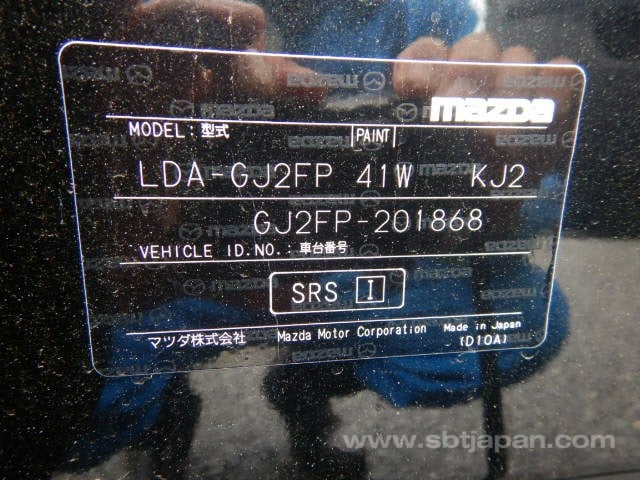 mazda
MODEL : 型式 PAINT
LDA-GJ2FP 41W KJ2
GJ2FP-201868
VEHICLE ID.NO. : 車台番号
SRS I
マツダ株式会社 Mazda Motor Corporation Made in Japan
(D10A)
www.sbtjapan.com